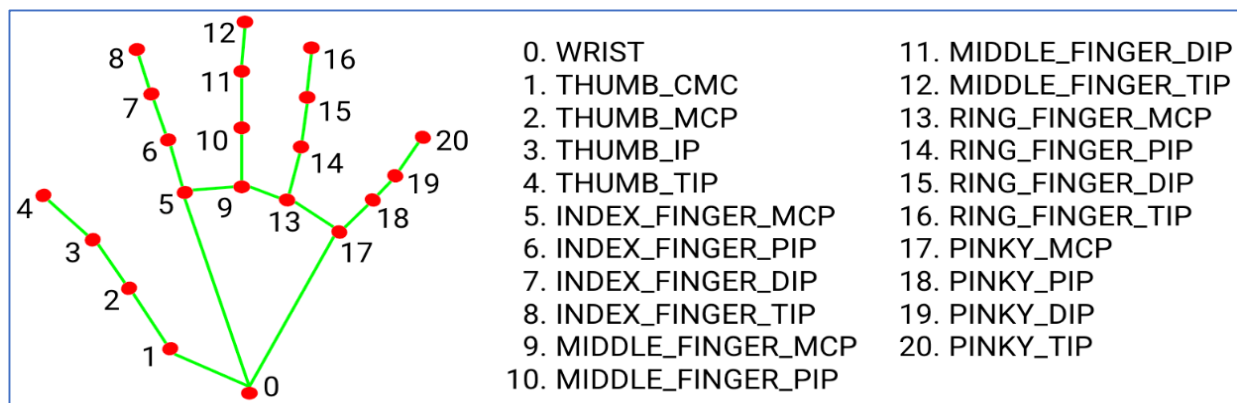 12
8
16
11
7
15
10
20
6
14
19
4
5
9
18
13
3
17
2
1
0
0. WRIST
1. THUMB_CMC
2. THUMB_MCP
3. THUMB_IP
4. THUMB_TIP
5. INDEX_FINGER_MCP
6. INDEX_FINGER_PIP
7. INDEX_FINGER_DIP
8. INDEX_FINGER_TIP
9. MIDDLE_FINGER_MCP
10. MIDDLE_FINGER_PIP
11. MIDDLE_FINGER_DIP
12. MIDDLE_FINGER_TIP
13. RING_FINGER_MCP
14. RING_FINGER_PIP
15. RING_FINGER_DIP
16. RING_FINGER_TIP
17. PINKY_MCP
18. PINKY_PIP
19. PINKY_DIP
20. PINKY_TIP